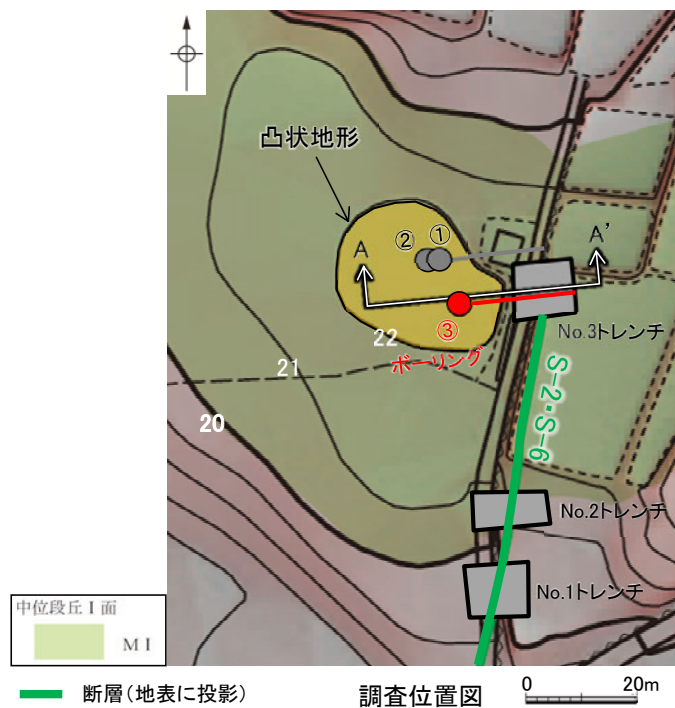 凸状地形
②
①
A
A'
③
No.3トレンチ
22
ボーリング
21
S-2・S-6
20
No.2トレンチ
No.1トレンチ
中位段丘Ⅰ面
MⅠ
断層(地表に投影)
調査位置図
0 20m